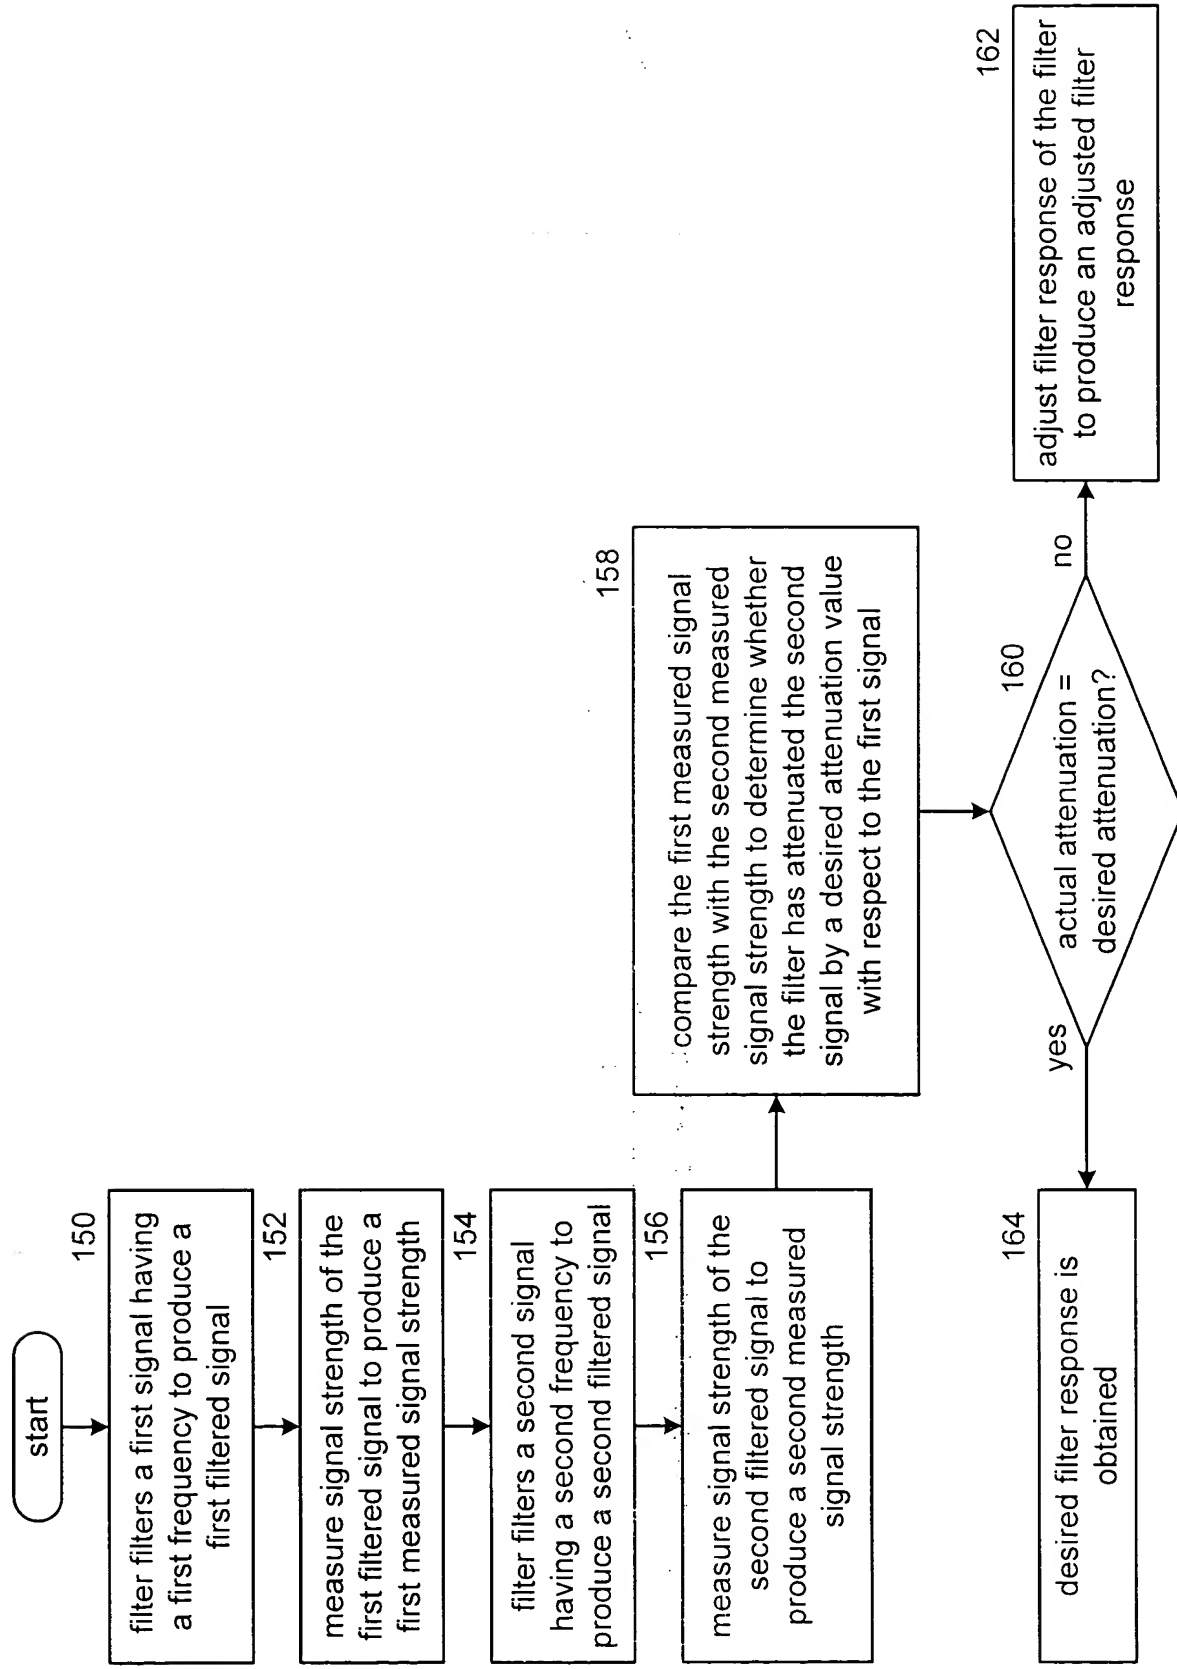 start
150
filter filters a first signal having
a first frequency to produce a
first filtered signal
152
measure signal strength of the
first filtered signal to produce a
first measured signal strength
154
filter filters a second signal
having a second frequency to
produce a second filtered signal
156
measure signal strength of the
second filtered signal to
produce a second measured
signal strength
158
compare the first measured signal
strength with the second measured
signal strength to determine whether
the filter has attenuated the second
signal by a desired attenuation value
with respect to the first signal
160
actual attenuation =
desired attenuation?
yes
no
164
desired filter response is
obtained
162
adjust filter response of the filter
to produce an adjusted filter
response